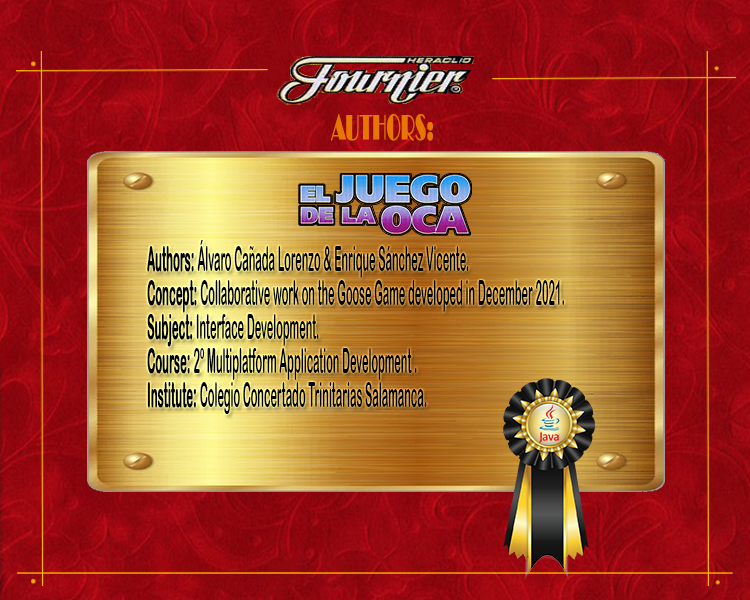 HERACLIO
Fournier®
AUTHORS:
EL JUEGO
DE LA OCA
Authors: Álvaro Cañada Lorenzo & Enrique Sánchez Vicente.
Concept: Collaborative work on the Goose Game developed in December 2021.
Subject: Interface Development.
Course: 2º Multiplatform Application Development .
Institute: Colegio Concertado Trinitarias Salamanca.
Java